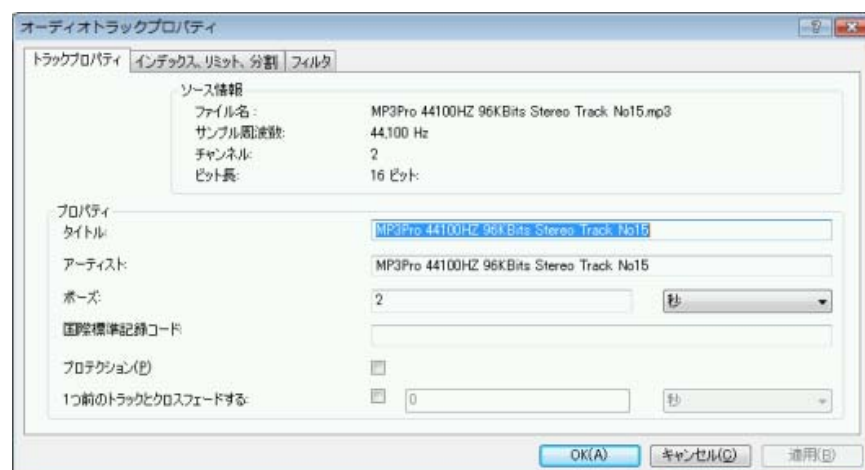 オーディオトラックプロパティ
トラックプロパティ インデックス、リミット、分割 フィルタ
ソース情報
ファイル名 : MP3Pro 44100HZ 96KBits Stereo Track No15.mp3
サンプル周波数: 44,100 Hz
チャンネル: 2
ビット長: 16 ビット
プロパティ
タイトル: MP3Pro 44100HZ 96KBits Stereo Track No15
アーティスト: MP3Pro 44100HZ 96KBits Stereo Track No15
ポーズ: 2 秒
国際標準記録コード:
プロテクション(P)
1つ前のトラックとクロスフェードする: 0 秒
OK(A) キャンセル(C) 適用(B)